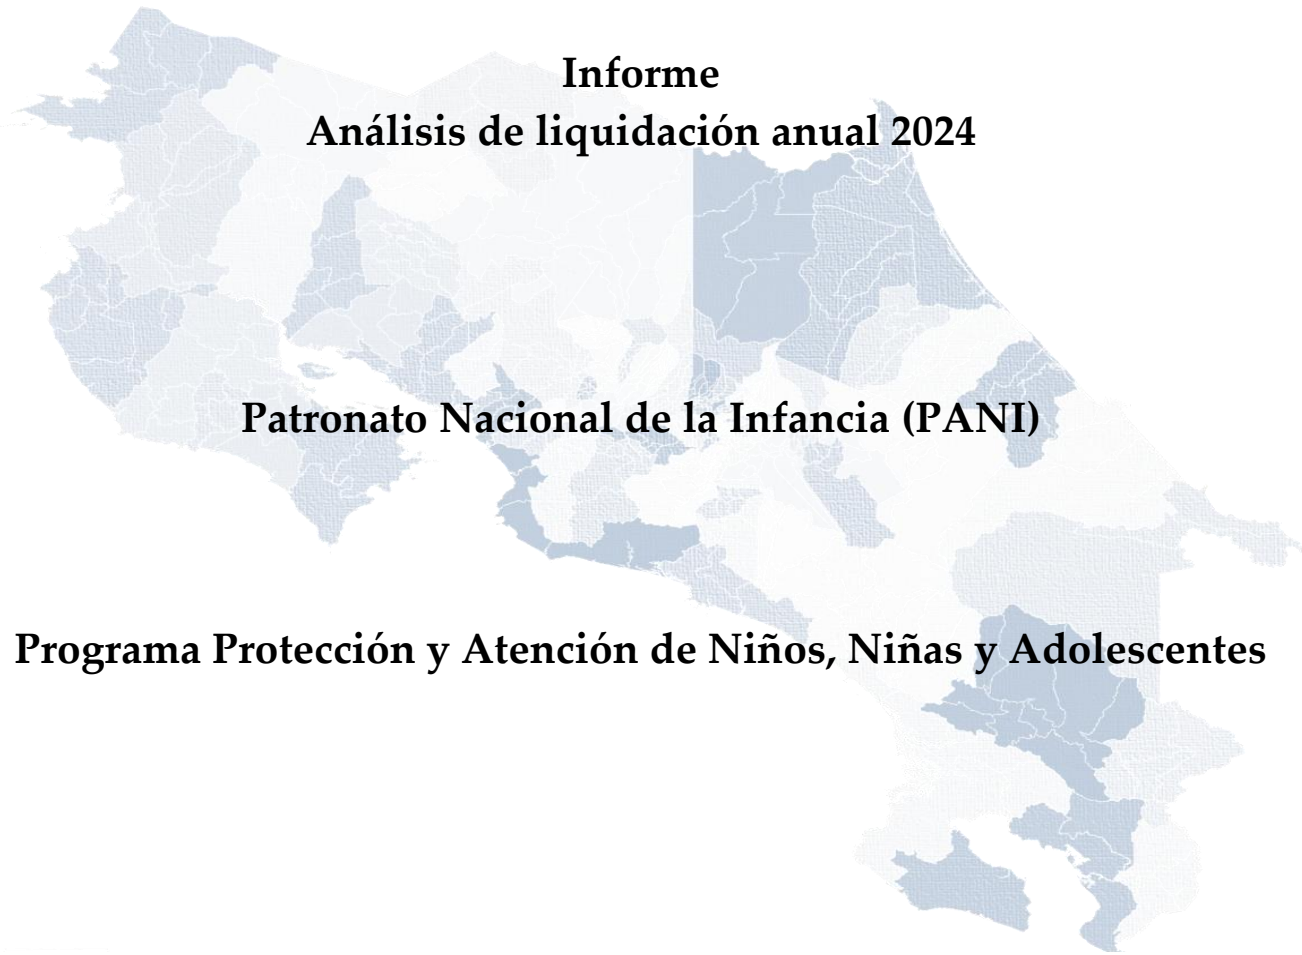 Informe
Análisis de liquidación anual 2024
Patronato Nacional de la Infancia (PANI)
Programa Protección y Atención de Niños, Niñas y Adolescentes